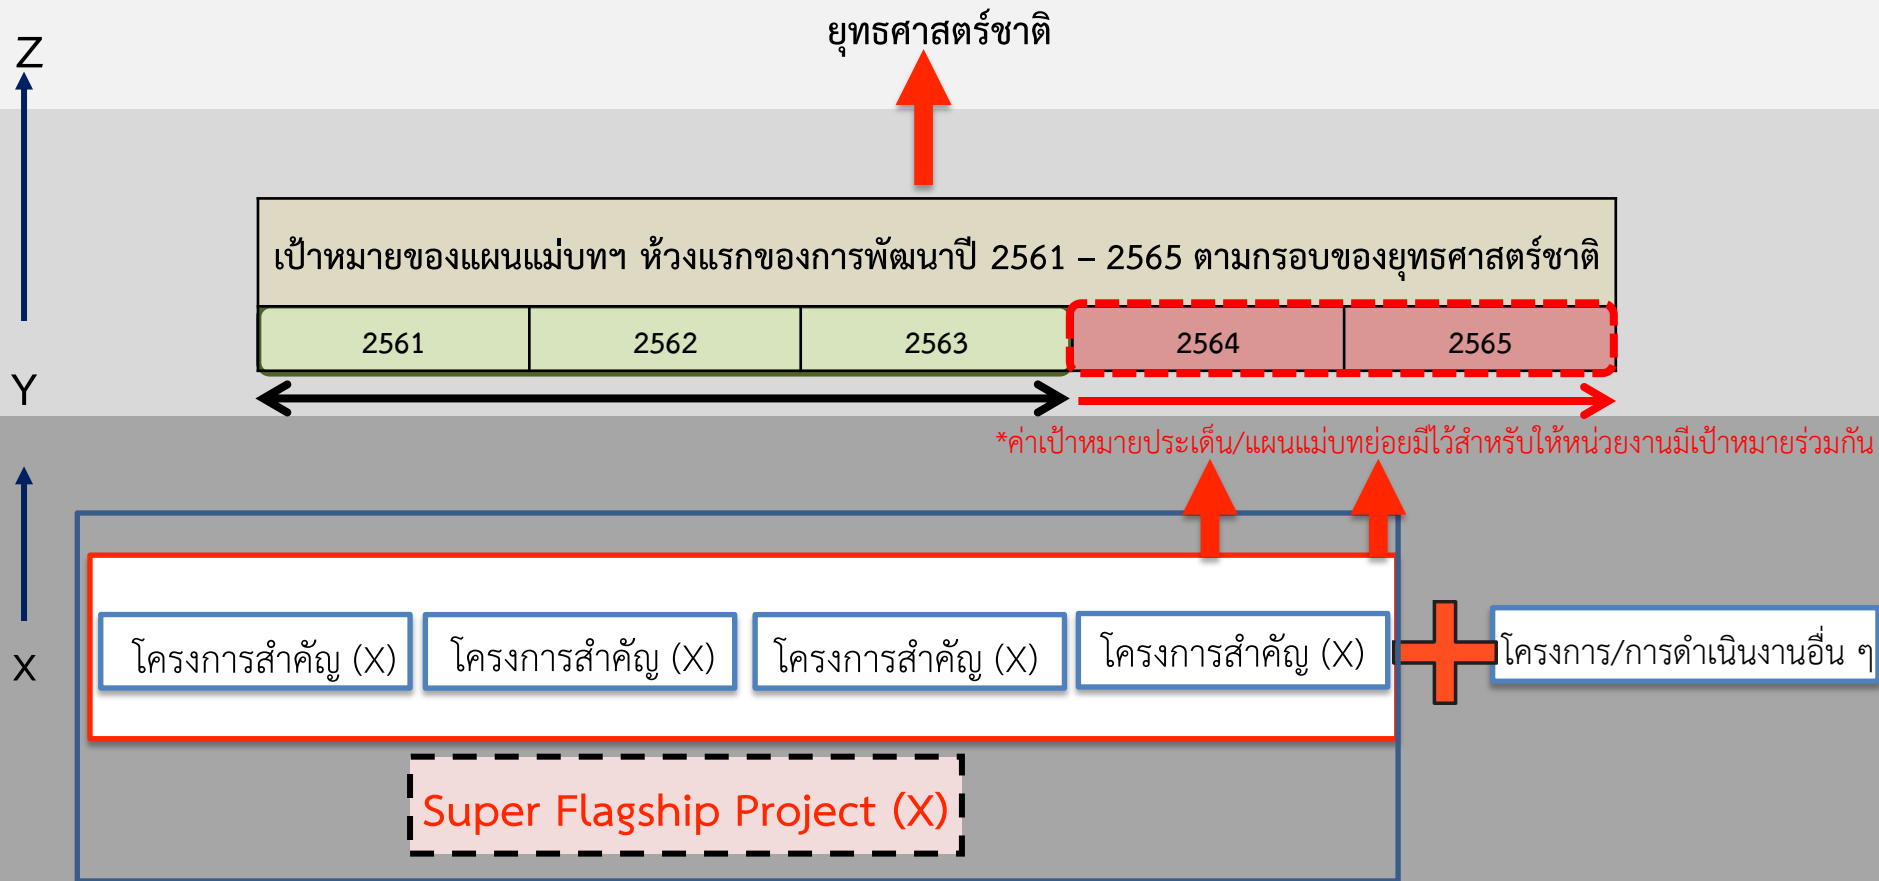 ยุทธศาสตร์ชาติ
Z
เป้าหมายของแผนแม่บทฯ ห้วงแรกของการพัฒนาปี 2561 – 2565 ตามกรอบของยุทธศาสตร์ชาติ
2561 2562 2563 2564 2565
Y
*ค่าเป้าหมายประเด็น/แผนแม่บทย่อยมีไว้สำหรับให้หน่วยงานมีเป้าหมายร่วมกัน
X
โครงการสำคัญ (X) โครงการสำคัญ (X) โครงการสำคัญ (X) โครงการสำคัญ (X) โครงการ/การดำเนินงานอื่น ๆ
Super Flagship Project (X)